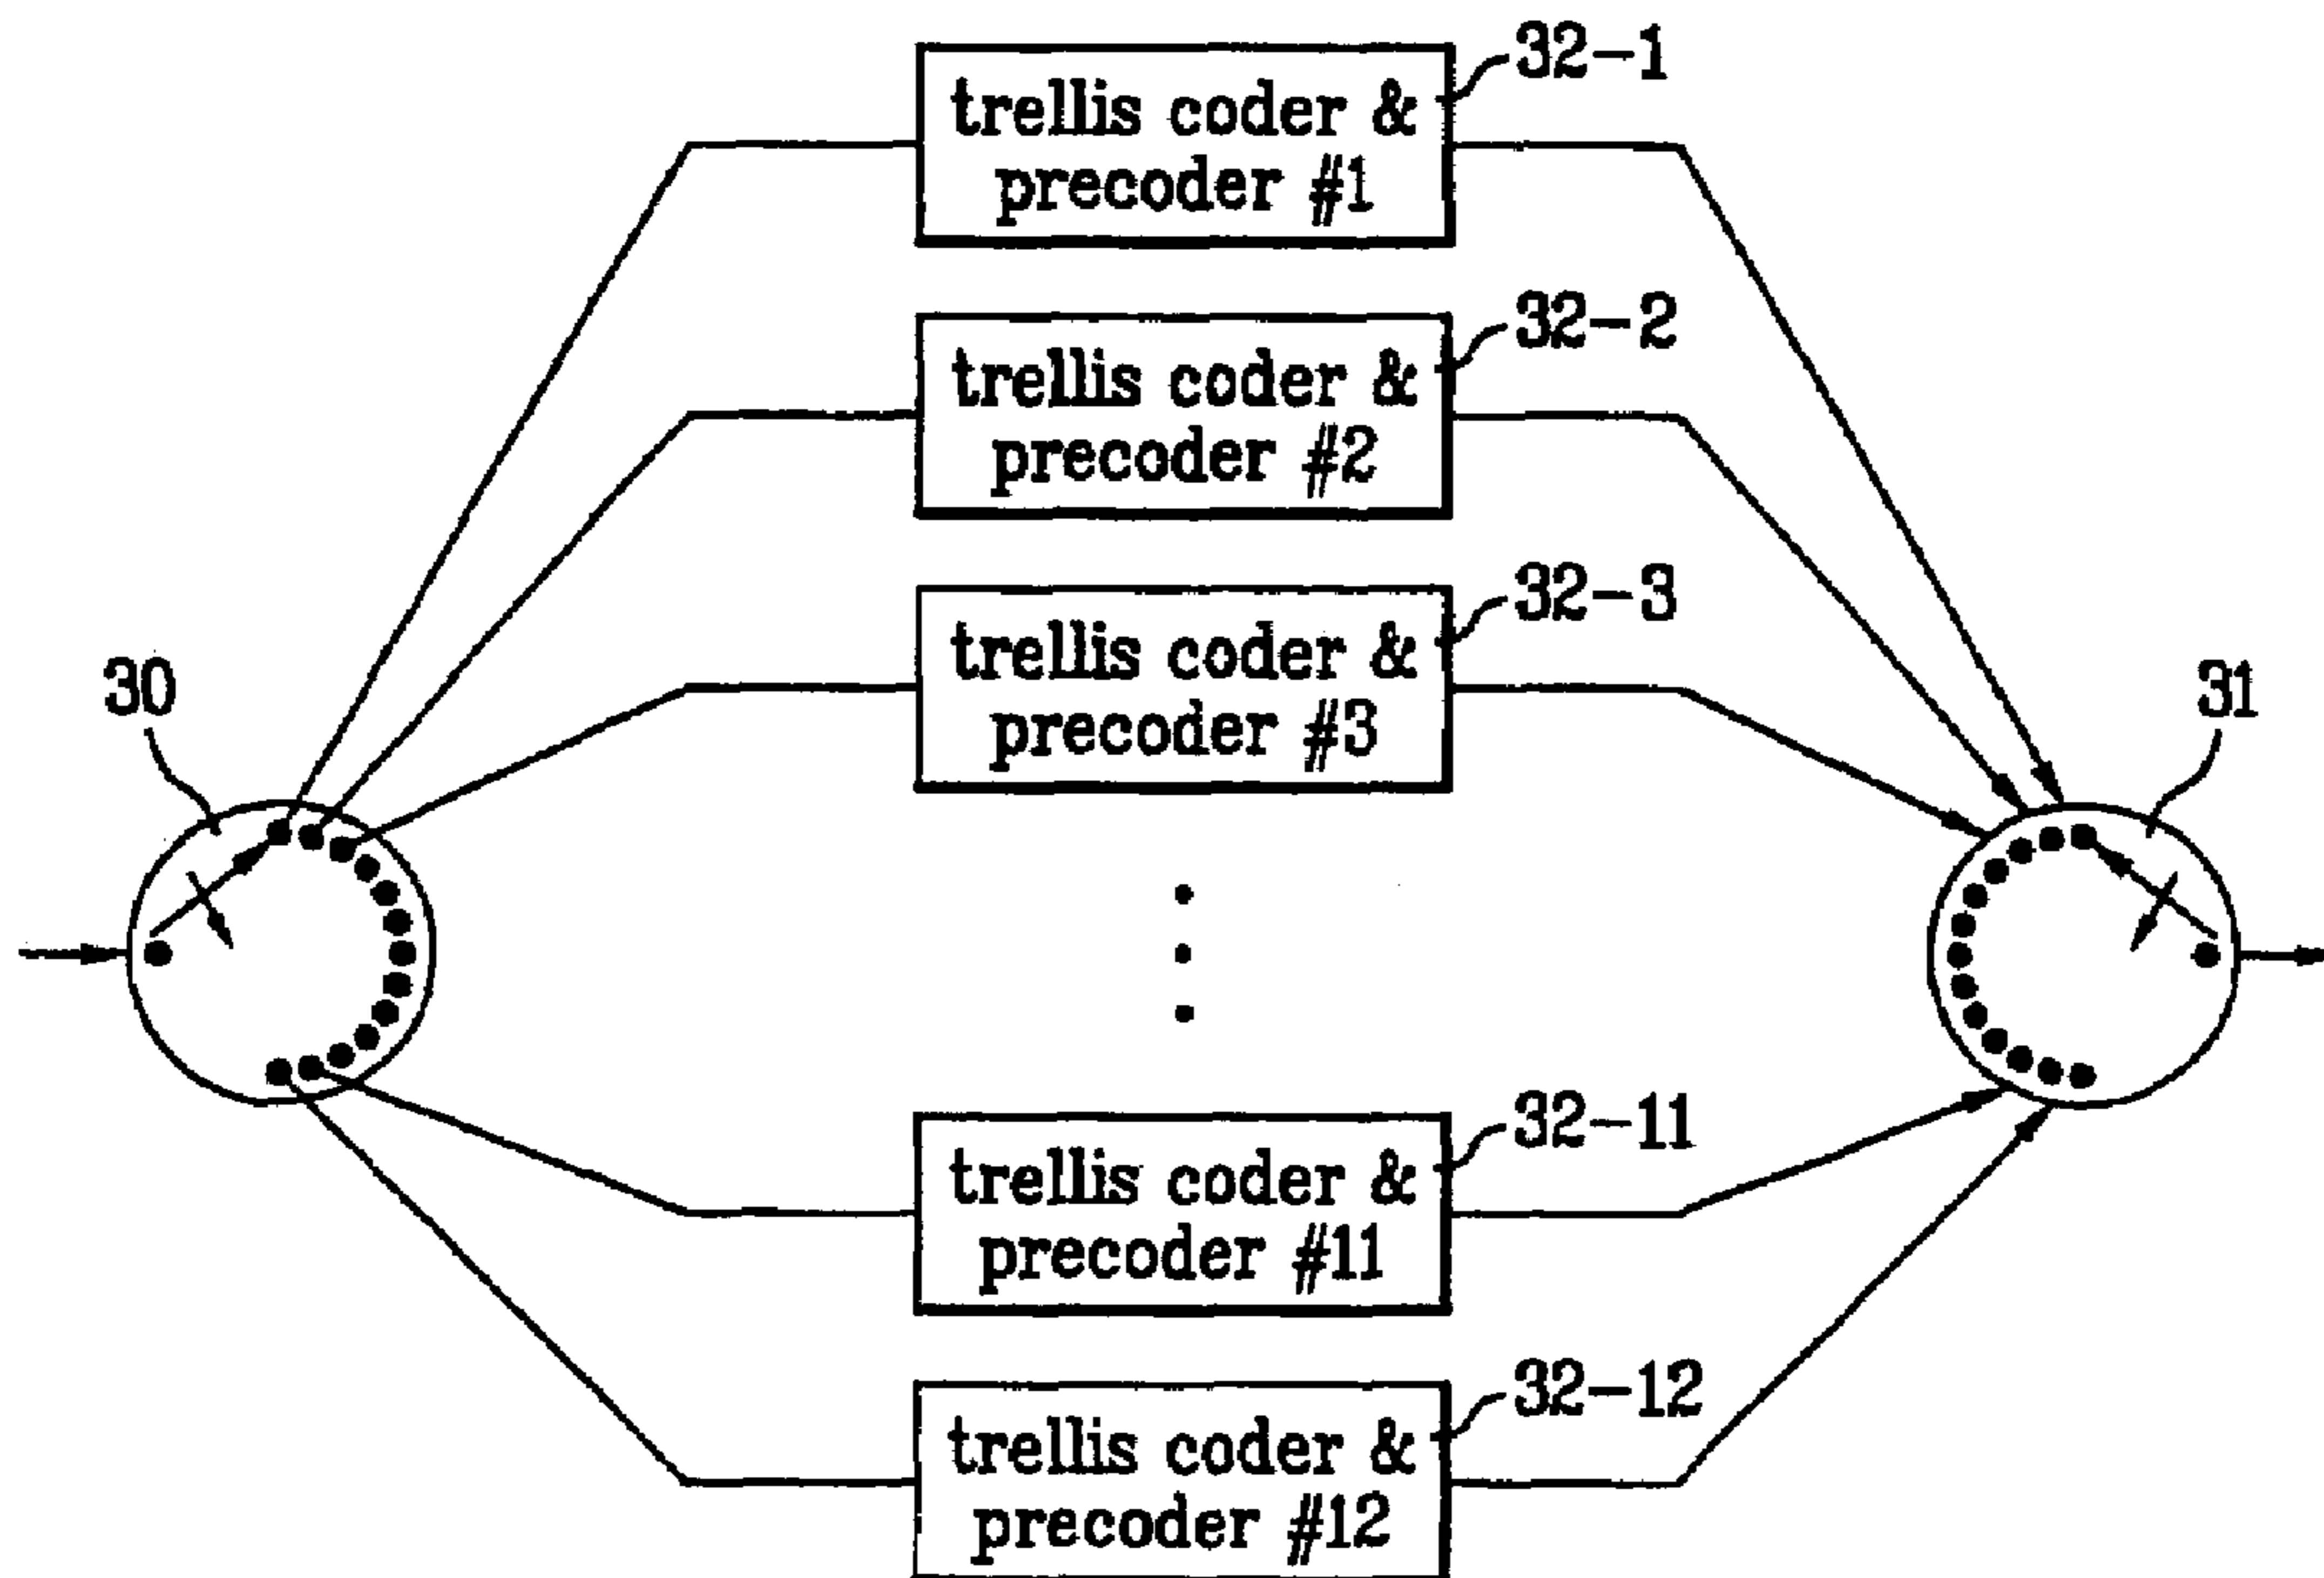 32-1
trellis coder &
precoder #1
32-2
trellis coder &
precoder #2
32-3
trellis coder &
precoder #3
30
31
32-11
trellis coder &
precoder #11
32-12
trellis coder &
precoder #12